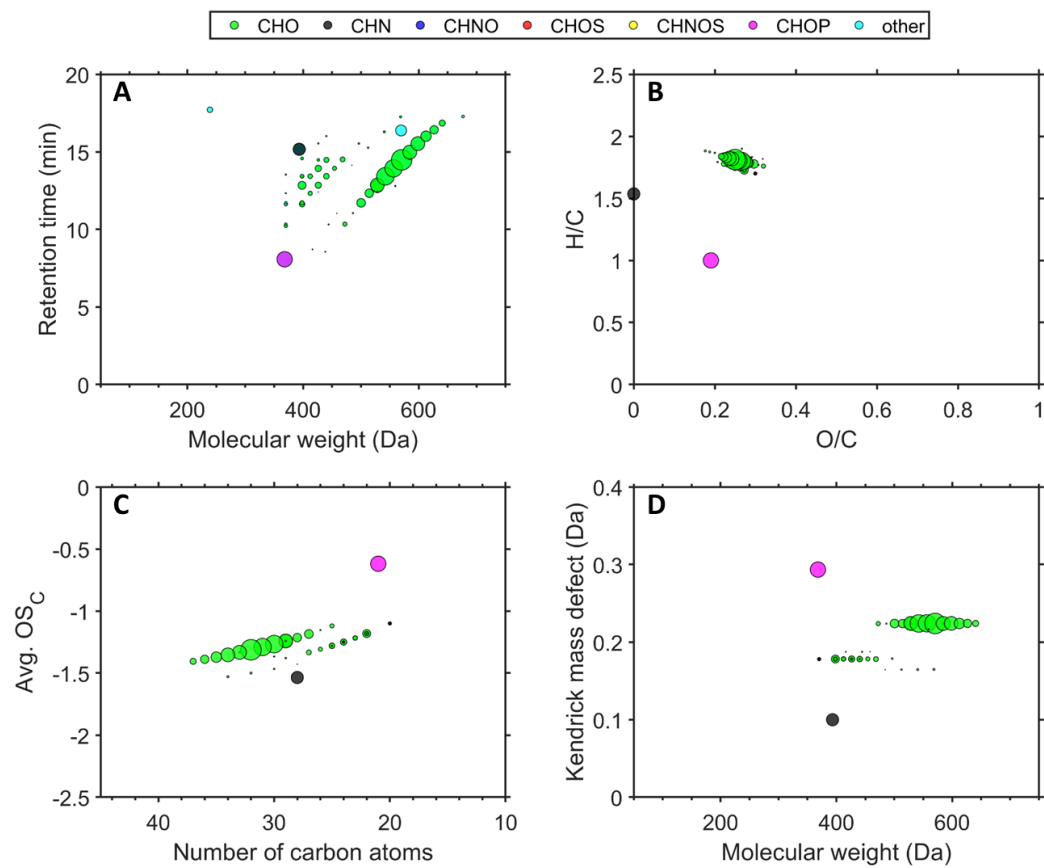 CHO CHN CHNO CHOS CHNOS CHOP other
A
20
15
10
5
0
200 400 600
Retention time (min)
Molecular weight (Da)
B
2.5
2
1.5
1
0.5
0
0 0.2 0.4 0.6 0.8 1
H/C
O/C
C
0
-0.5
-1
-1.5
-2
-2.5
40 30 20 10
Avg. OSC
Number of carbon atoms
D
0.4
0.3
0.2
0.1
0
200 400 600
Kendrick mass defect (Da)
Molecular weight (Da)